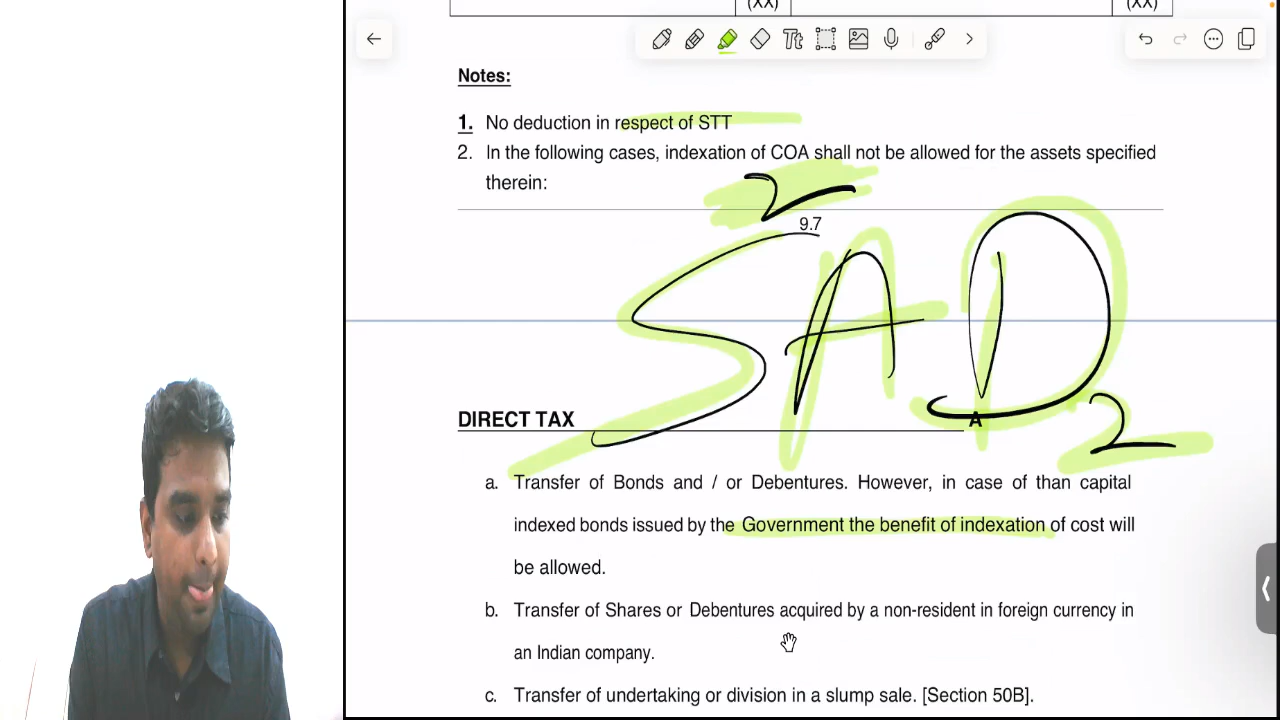 (XX) (XX)
Tt
Notes:
1. No deduction in respect of STT
2. In the following cases, indexation of COA shall not be allowed for the assets specified
therein:
2
9.7
SAD
2
DIRECT TAX A
a. Transfer of Bonds and / or Debentures. However, in case of than capital
indexed bonds issued by the Government the benefit of indexation of cost will
be allowed.
b. Transfer of Shares or Debentures acquired by a non-resident in foreign currency in
an Indian company.
c. Transfer of undertaking or division in a slump sale. [Section 50B].